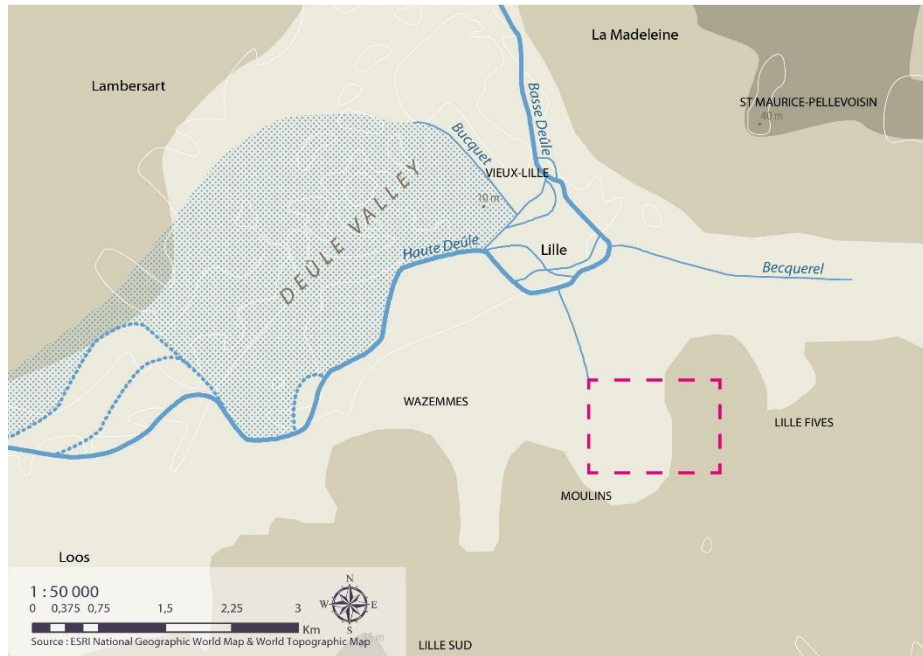 La Madeleine
Lambersart
ST MAURICE-PELLEVOISIN
40 m
Basse Deûle
Bucquet
VIEUX-LILLE
10 m
DEÛLE VALLEY
Haute Deûle
Lille
Becquerel
WAZEMMES
LILLE FIVES
MOULINS
Loos
1 : 50 000
0 0,375 0,75 1,5 2,25 3
Km
N
W E
S
Source : ESRI National Geographic World Map & World Topographic Map
LILLE SUD